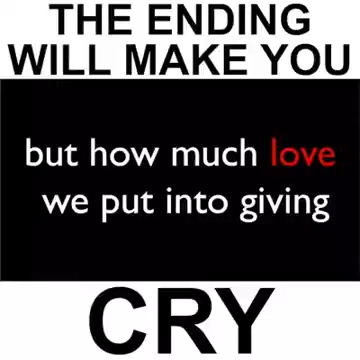 THE ENDING
WILL MAKE YOU
but how much love
we put into giving
CRY